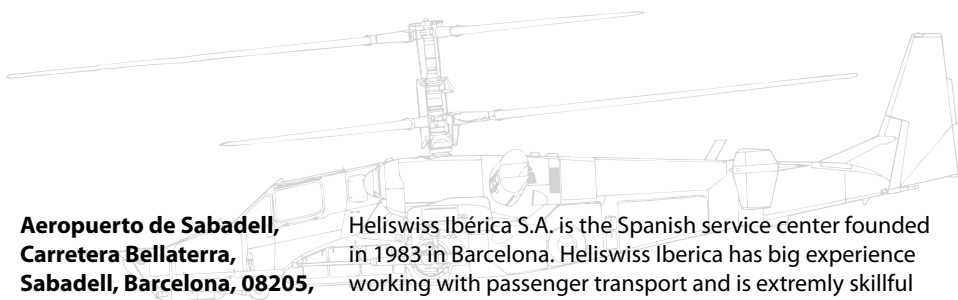 Aeropuerto de Sabadell,
Carretera Bellaterra,
Sabadell, Barcelona, 08205,
Heliswiss Ibérica S.A. is the Spanish service center founded
in 1983 in Barcelona. Heliswiss Iberica has big experience
working with passenger transport and is extremly skillful